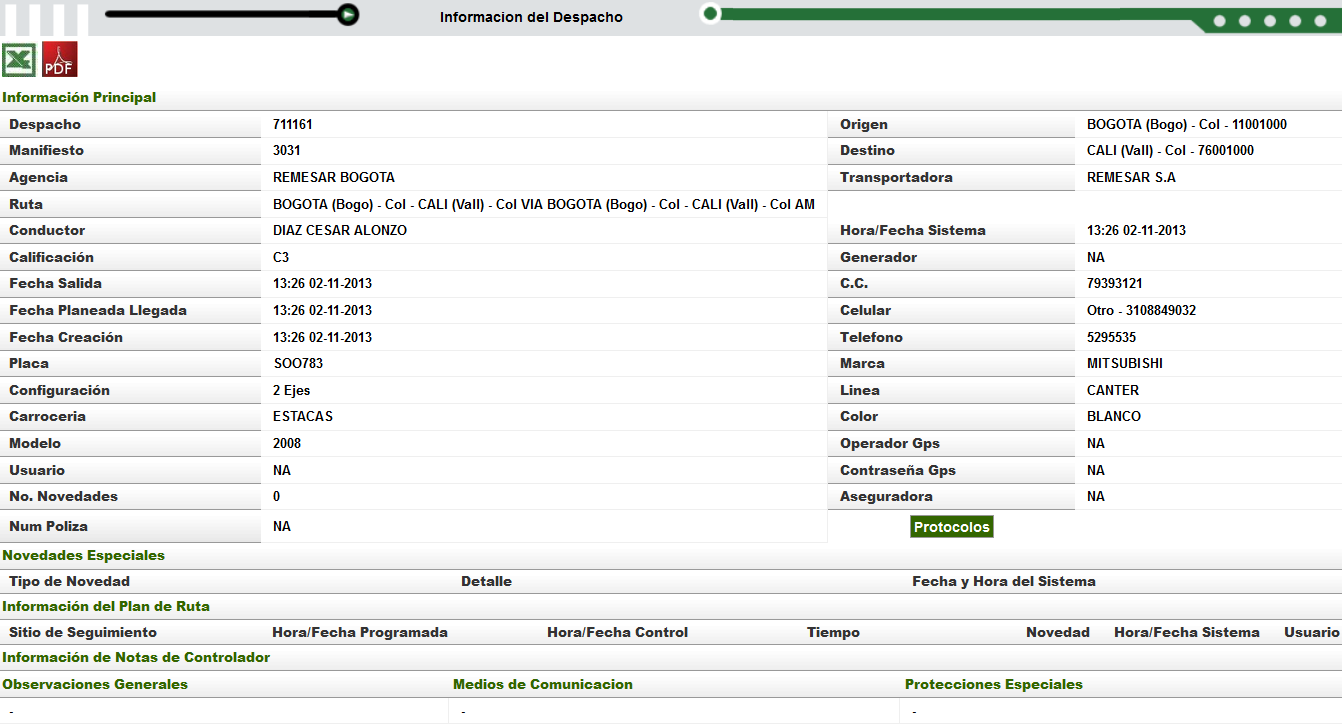 Informacion del Despacho
PDF
Información Principal
Despacho 711161 Origen BOGOTA (Bogo) - Col - 11001000
Manifiesto 3031 Destino CALI (Vall) - Col - 76001000
Agencia REMESAR BOGOTA Transportadora REMESAR S.A
Ruta BOGOTA (Bogo) - Col - CALI (Vall) - Col VIA BOGOTA (Bogo) - Col - CALI (Vall) - Col AM
Conductor DIAZ CESAR ALONZO Hora/Fecha Sistema 13:26 02-11-2013
Calificación C3 Generador NA
Fecha Salida 13:26 02-11-2013 C.C. 79393121
Fecha Planeada Llegada 13:26 02-11-2013 Celular Otro - 3108849032
Fecha Creación 13:26 02-11-2013 Telefono 5295535
Placa SOO783 Marca MITSUBISHI
Configuración 2 Ejes Linea CANTER
Carroceria ESTACAS Color BLANCO
Modelo 2008 Operador Gps NA
Usuario NA Contraseña Gps NA
No. Novedades 0 Aseguradora NA
Num Poliza NA Protocolos
Novedades Especiales
Tipo de Novedad Detalle Fecha y Hora del Sistema
Información del Plan de Ruta
Sitio de Seguimiento Hora/Fecha Programada Hora/Fecha Control Tiempo Novedad Hora/Fecha Sistema Usuario
Información de Notas de Controlador
Observaciones Generales Medios de Comunicacion Protecciones Especiales
- - -